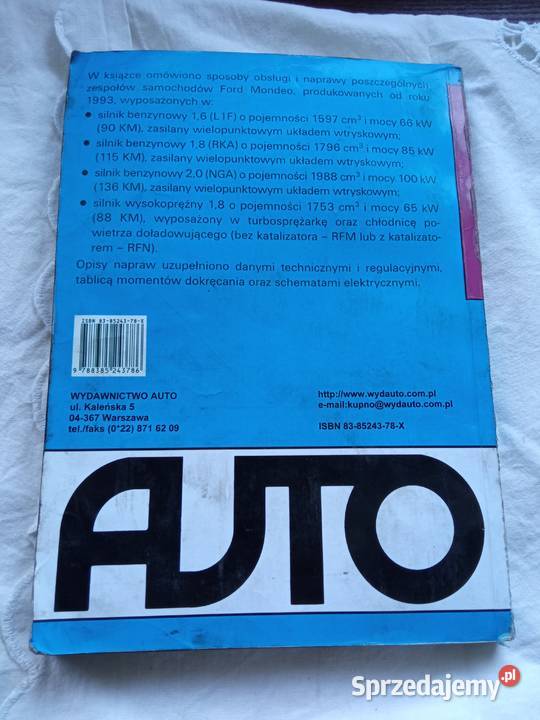 W książce omówiono sposoby obsługi i naprawy poszczególnych
zespołów samochodów Ford Mondeo, produkowanych od roku
1993, wyposażonych w:
● silnik benzynowy 1,6 (L1F) o pojemności 1597 cm³ i mocy 66 kW
(90 KM), zasilany wielopunktowym układem wtryskowym;
● silnik benzynowy 1,8 (RKA) o pojemności 1796 cm³ i mocy 85 kW
(115 KM), zasilany wielopunktowym układem wtryskowym;
● silnik benzynowy 2,0 (NGA) o pojemności 1988 cm³ i mocy 100 kW
(136 KM), zasilany wielopunktowym układem wtryskowym;
● silnik wysokoprężny 1,8 o pojemności 1753 cm³ i mocy 65 kW
(88 KM), wyposażony w turbosprężarkę oraz chłodnicę po-
wietrza doładowującego (bez katalizatora – RFM lub z katalizato-
rem – RFN).
Opisy napraw uzupełniono danymi technicznymi i regulacyjnymi,
tablicą momentów dokręcania oraz schematami elektrycznymi.
ISBN 83-85243-78-X
9 788385 243786
WYDAWNICTWO AUTO
ul. Kaleńska 5
04-367 Warszawa
tel./faks (0*22) 871 62 09
http://www.wydauto.com.pl
e-mail:kupno@wydauto.com.pl
ISBN 83-85243-78-X
AUTO
Sprzedajemy.pl